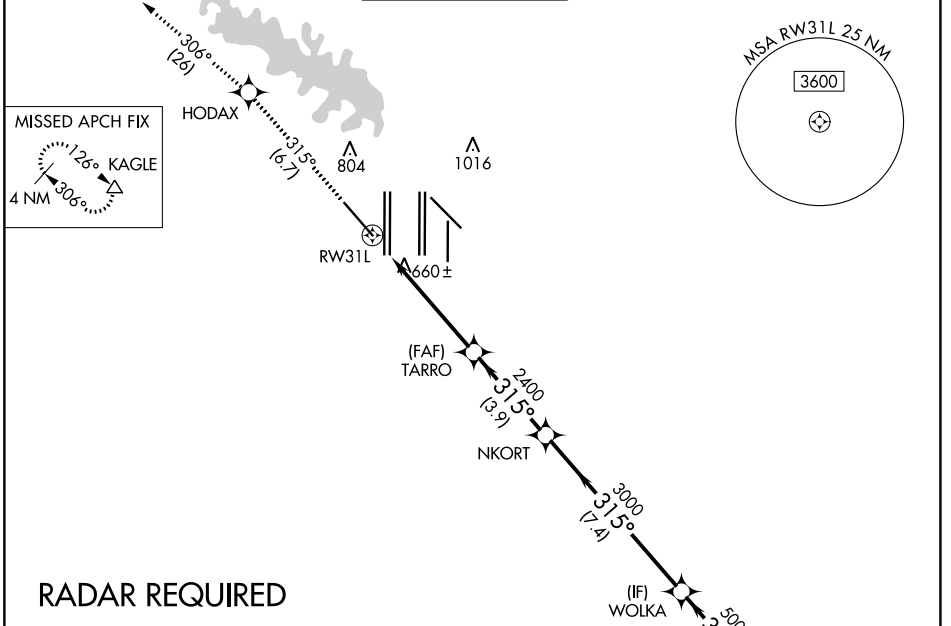 306°
(26)
HODAX
315°
(6.7)
804
1016
MSA RW31L 25 NM
3600
MISSED APCH FIX
126°
KAGLE
4 NM
306°
RW31L
660±
(FAF)
TARRO
2400
315°
(3.9)
NKORT
3000
315°
(7.4)
(IF)
WOLKA
RADAR REQUIRED